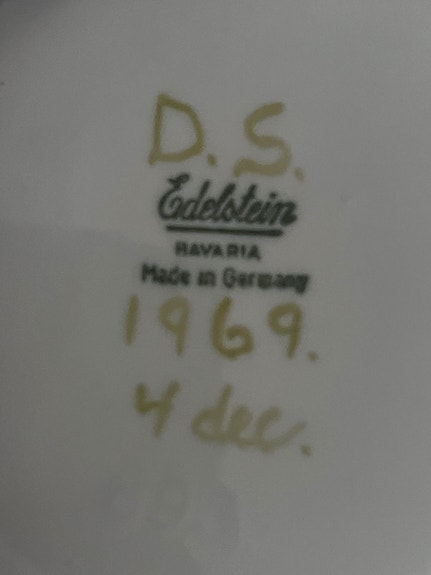 D. S.
Edelstein
BAVARIA
Made in Germany
1969.
4 dec.